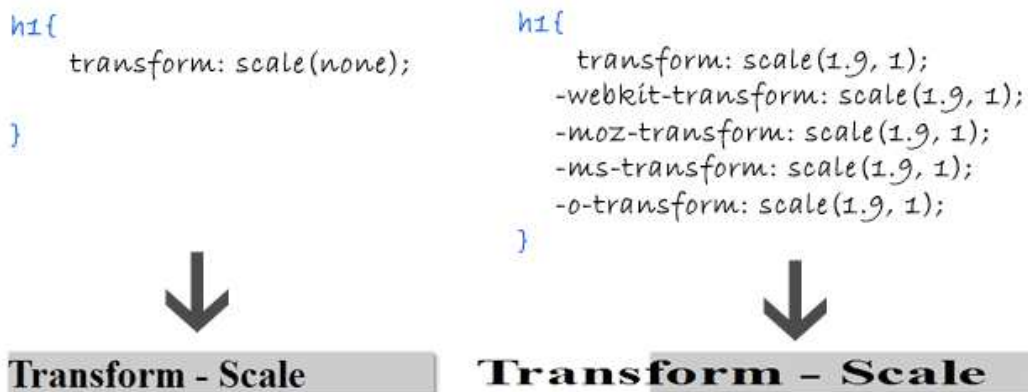 h1{
transform: scale(none);
}
Transform - Scale
h1{
transform: scale(1.9, 1);
-webkit-transform: scale(1.9, 1);
-moz-transform: scale(1.9, 1);
-ms-transform: scale(1.9, 1);
-o-transform: scale(1.9, 1);
}
Transform - Scale